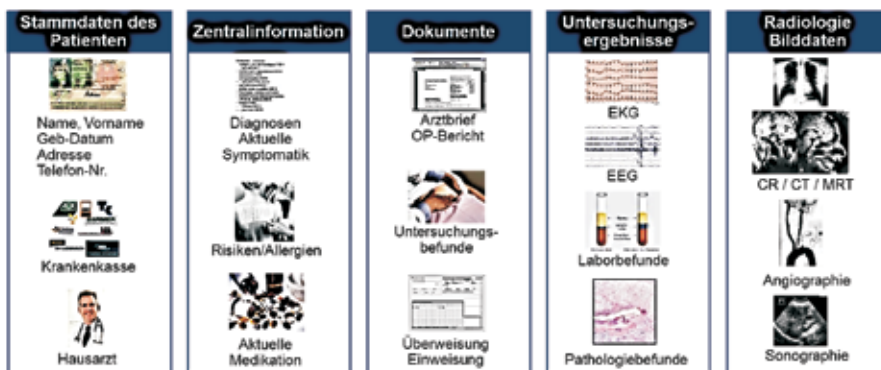 Stammdaten des
Patienten
Name, Vorname
Geb-Datum
Adresse
Telefon-Nr.
Krankenkasse
Hausarzt
Zentralinformation
Diagnosen
Aktuelle
Symptomatik
Risiken/Allergien
Aktuelle
Medikation
Dokumente
Arztbrief
OP-Bericht
Untersuchungs-
befunde
Überweisung
Einweisung
Untersuchungs-
ergebnisse
EKG
EEG
Laborbefunde
Pathologiebefunde
Radiologie
Bilddaten
CR / CT / MRT
Angiographie
Sonographie